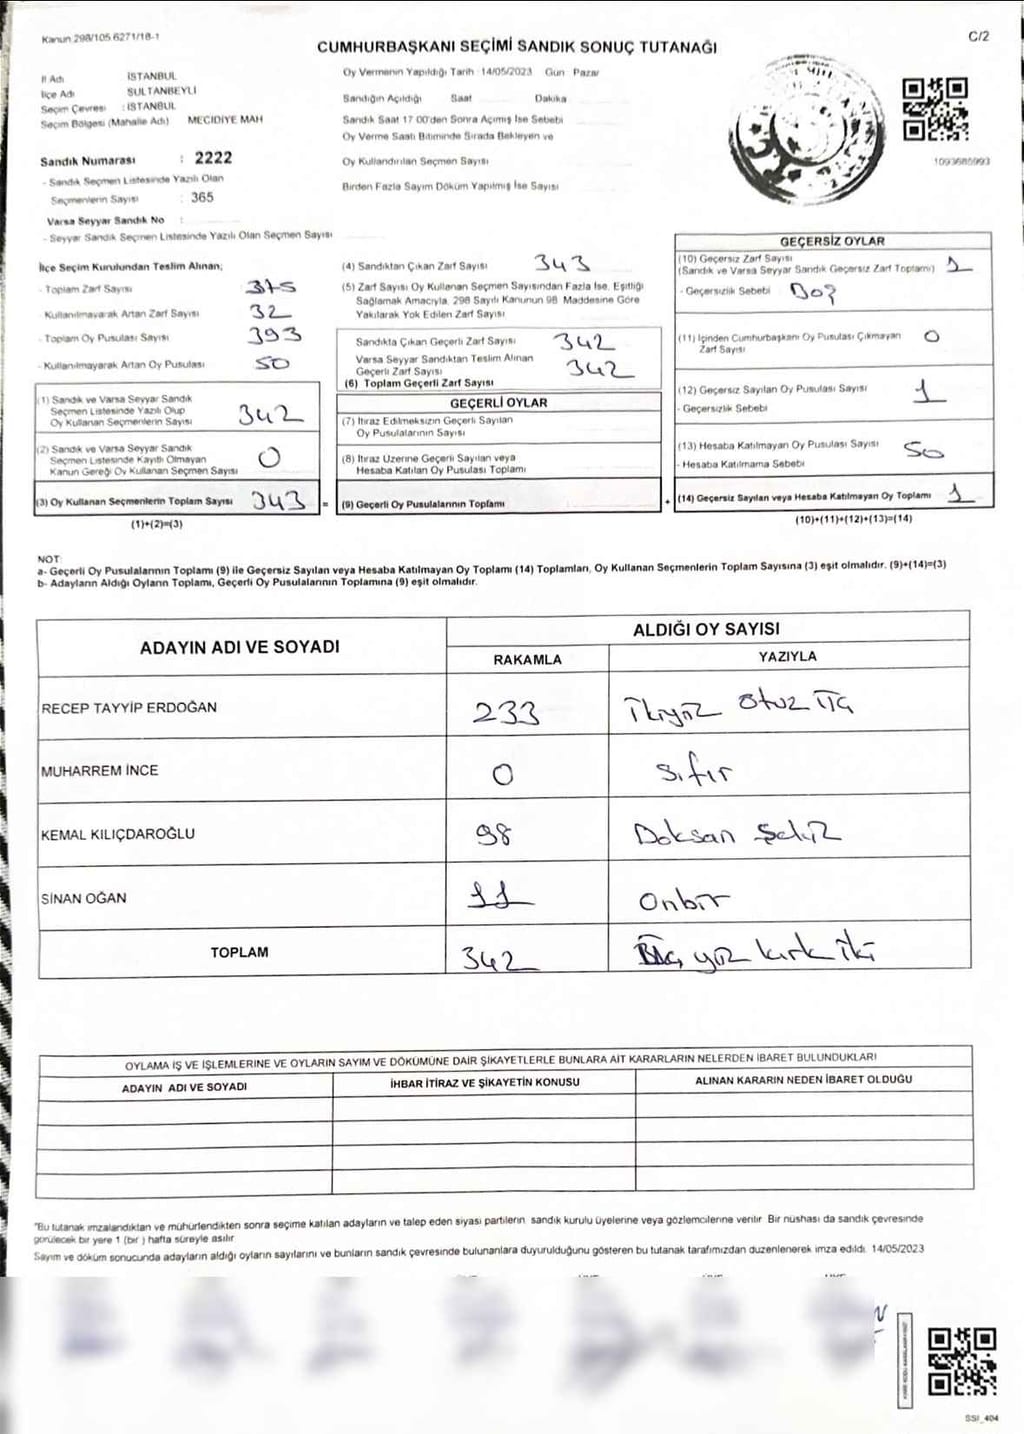 Kanun 298/105 6271/18-1
C/2
CUMHURBAŞKANI SEÇİMİ SANDIK SONUÇ TUTANAĞI
İl Adı İSTANBUL
İlçe Adı SULTANBEYLİ
Seçim Çevresi : İSTANBUL
Seçim Bölgesi (Mahalle Adı) MECİDİYE MAH
Sandık Numarası : 2222
- Sandık Seçmen Listesinde Yazılı Olan
Seçmenlerin Sayısı : 365
Varsa Seyyar Sandık No :
- Seyyar Sandık Seçmen Listesinde Yazılı Olan Seçmen Sayısı
Oy Vermenin Yapıldığı Tarih :14/05/2023 Gün Pazar
Sandığın Açıldığı Saat Dakika
Sandık Saat 17 00'den Sonra Açımış İse Sebebi
Oy Verme Saati Bitiminde Sırada Bekleyen ve
Oy Kullandırılan Seçmen Sayısı
Birden Fazla Sayım Döküm Yapılmış İse Sayısı
1093685993
İlçe Seçim Kurulundan Teslim Alınan;
- Toplam Zarf Sayısı 375
- Kullanılmayarak Artan Zarf Sayısı 32
- Toplam Oy Pusulası Sayısı 393
- Kullanılmayarak Artan Oy Pusulası 50
(1) Sandık ve Varsa Seyyar Sandık
Seçmen Listesinde Yazılı Olup
Oy Kullanan Seçmenlerin Sayısı 342
(2) Sandık ve Varsa Seyyar Sandık
Seçmen Listesinde Kayıtlı Olmayan
Kanun Gereği Oy Kullanan Seçmen Sayısı 0
(3) Oy Kullanan Seçmenlerin Toplam Sayısı 343 =
(1)+(2)=(3)
(4) Sandıktan Çıkan Zarf Sayısı 343
(5) Zarf Sayısı Oy Kullanan Seçmen Sayısından Fazla İse, Eşitliği
Sağlamak Amacıyla, 298 Sayılı Kanunun 98. Maddesine Göre
Yakılarak Yok Edilen Zarf Sayısı
Sandıkta Çıkan Geçerli Zarf Sayısı 342
Varsa Seyyar Sandıktan Teslim Alınan
Geçerli Zarf Sayısı 342
(6) Toplam Geçerli Zarf Sayısı
GEÇERLİ OYLAR
(7) İtiraz Edilmeksizin Geçerli Sayılan
Oy Pusulalarının Sayısı
(8) İtiraz Üzerine Geçerli Sayılan veya
Hesaba Katılan Oy Pusulası Toplamı
(9) Geçerli Oy Pusulalarının Toplamı +
GEÇERSİZ OYLAR
(10) Geçersiz Zarf Sayısı
(Sandık ve Varsa Seyyar Sandık Geçersiz Zarf Toplamı) 1
- Geçersizlik Sebebi Boş
(11) İçinden Cumhurbaşkanı Oy Pusulası Çıkmayan
Zarf Sayısı 0
(12) Geçersiz Sayılan Oy Pusulası Sayısı 1
- Geçersizlik Sebebi
(13) Hesaba Katılmayan Oy Pusulası Sayısı 50
- Hesaba Katılmama Sebebi
(14) Geçersiz Sayılan veya Hesaba Katılmayan Oy Toplamı 1
(10)+(11)+(12)+(13)=(14)
NOT:
a- Geçerli Oy Pusulalarının Toplamı (9) ile Geçersiz Sayılan veya Hesaba Katılmayan Oy Toplamı (14) Toplamları, Oy Kullanan Seçmenlerin Toplam Sayısına (3) eşit olmalıdır. (9)+(14)=(3)
b- Adayların Aldığı Oyların Toplamı, Geçerli Oy Pusulalarının Toplamına (9) eşit olmalıdır.
ADAYIN ADI VE SOYADI ALDIĞI OY SAYISI
RAKAMLA YAZIYLA
RECEP TAYYİP ERDOĞAN 233 İkiyüz otuz üç
MUHARREM İNCE 0 Sıfır
KEMAL KILIÇDAROĞLU 98 Doksan Sekiz
SİNAN OĞAN 11 Onbir
TOPLAM 342 Üç yüz kırk iki
OYLAMA İŞ VE İŞLEMLERİNE VE OYLARIN SAYIM VE DÖKÜMÜNE DAİR ŞİKAYETLERLE BUNLARA AİT KARARLARIN NELERDEN İBARET BULUNDUKLARI
ADAYIN ADI VE SOYADI İHBAR İTİRAZ VE ŞİKAYETİN KONUSU ALINAN KARARIN NEDEN İBARET OLDUĞU
"Bu tutanak imzalandıktan ve mühürlendikten sonra seçime katılan adayların ve talep eden siyasi partilerin sandık kurulu üyelerine veya gözlemcilerine verilir Bir nüshası da sandık çevresinde
görülecek bir yere 1 (bir ) hafta süreyle asılır
Sayım ve döküm sonucunda adayların aldığı oyların sayılarını ve bunların sandık çevresinde bulunanlara duyurulduğunu gösteren bu tutanak tarafımızdan düzenlenerek imza edildi. 14/05/2023
SSI_404